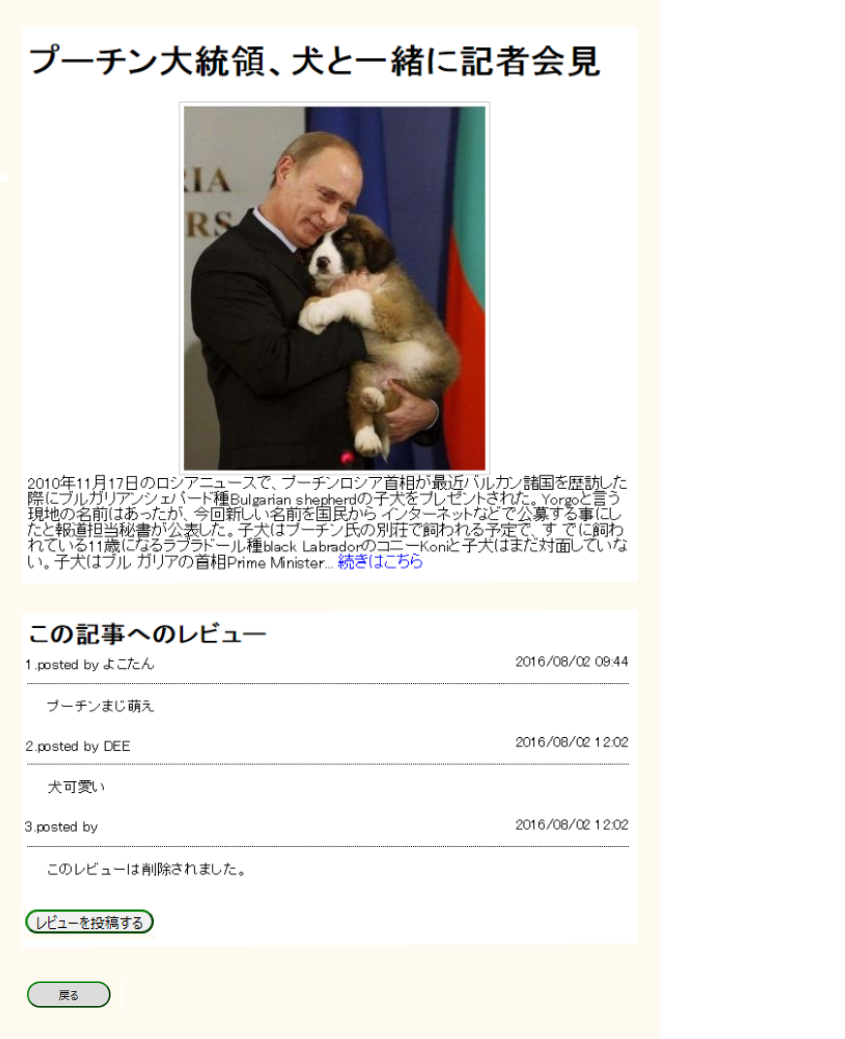 プーチン大統領、犬と一緒に記者会見
RIA
RS
2010年11月17日のロシアニュースで、プーチンロシア首相が最近バルカン諸国を歴訪した
際にブルガリアンシェパード種Bulgarian shepherdの子犬をプレゼントされた。Yorgoと言う
現地の名前はあったが、今回新しい名前を国民から インターネットなどで公募する事にし
たと報道担当秘書が公表した。子犬はプーチン氏の別荘で飼われる予定で、す でに飼わ
れている11歳になるラブラドール種black LabradorのコニーKoniと子犬はまだ対面していな
い。子犬はブル ガリアの首相Prime Minister... 続きはこちら
この記事へのレビュー
1.posted by よこたん 2016/08/02 09:44
プーチンまじ萌え
2.posted by DEE 2016/08/02 12:02
犬可愛い
3.posted by 2016/08/02 12:02
このレビューは削除されました。
レビューを投稿する
戻る